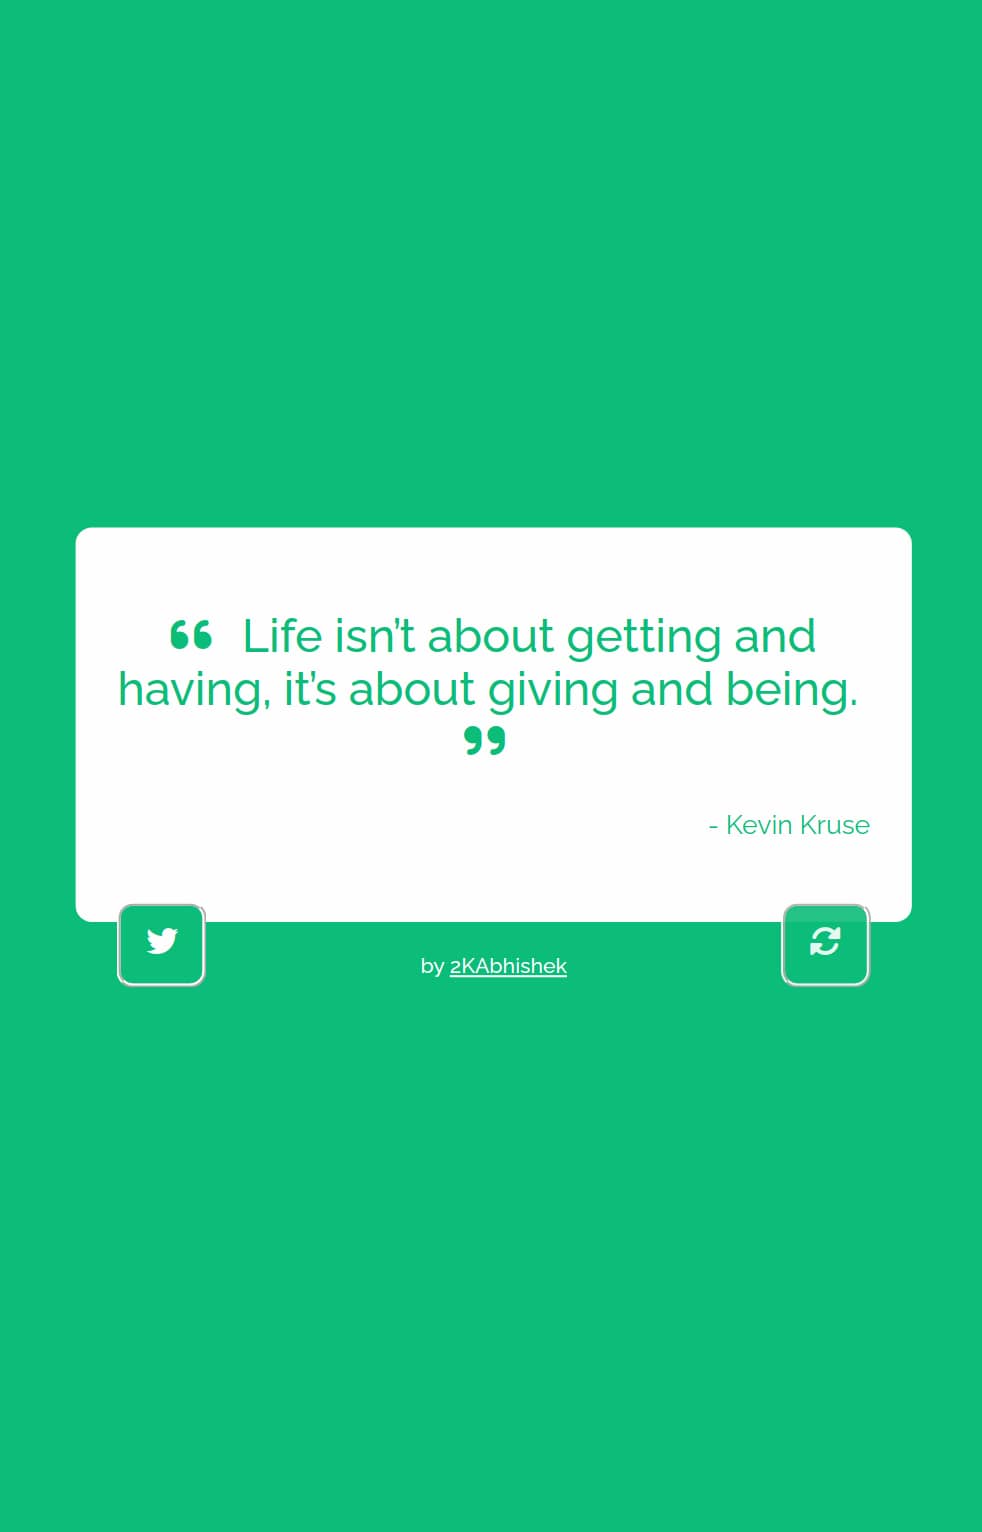 ❝ Life isn’t about getting and
having, it’s about giving and being.
❞
- Kevin Kruse
by 2KAbhishek